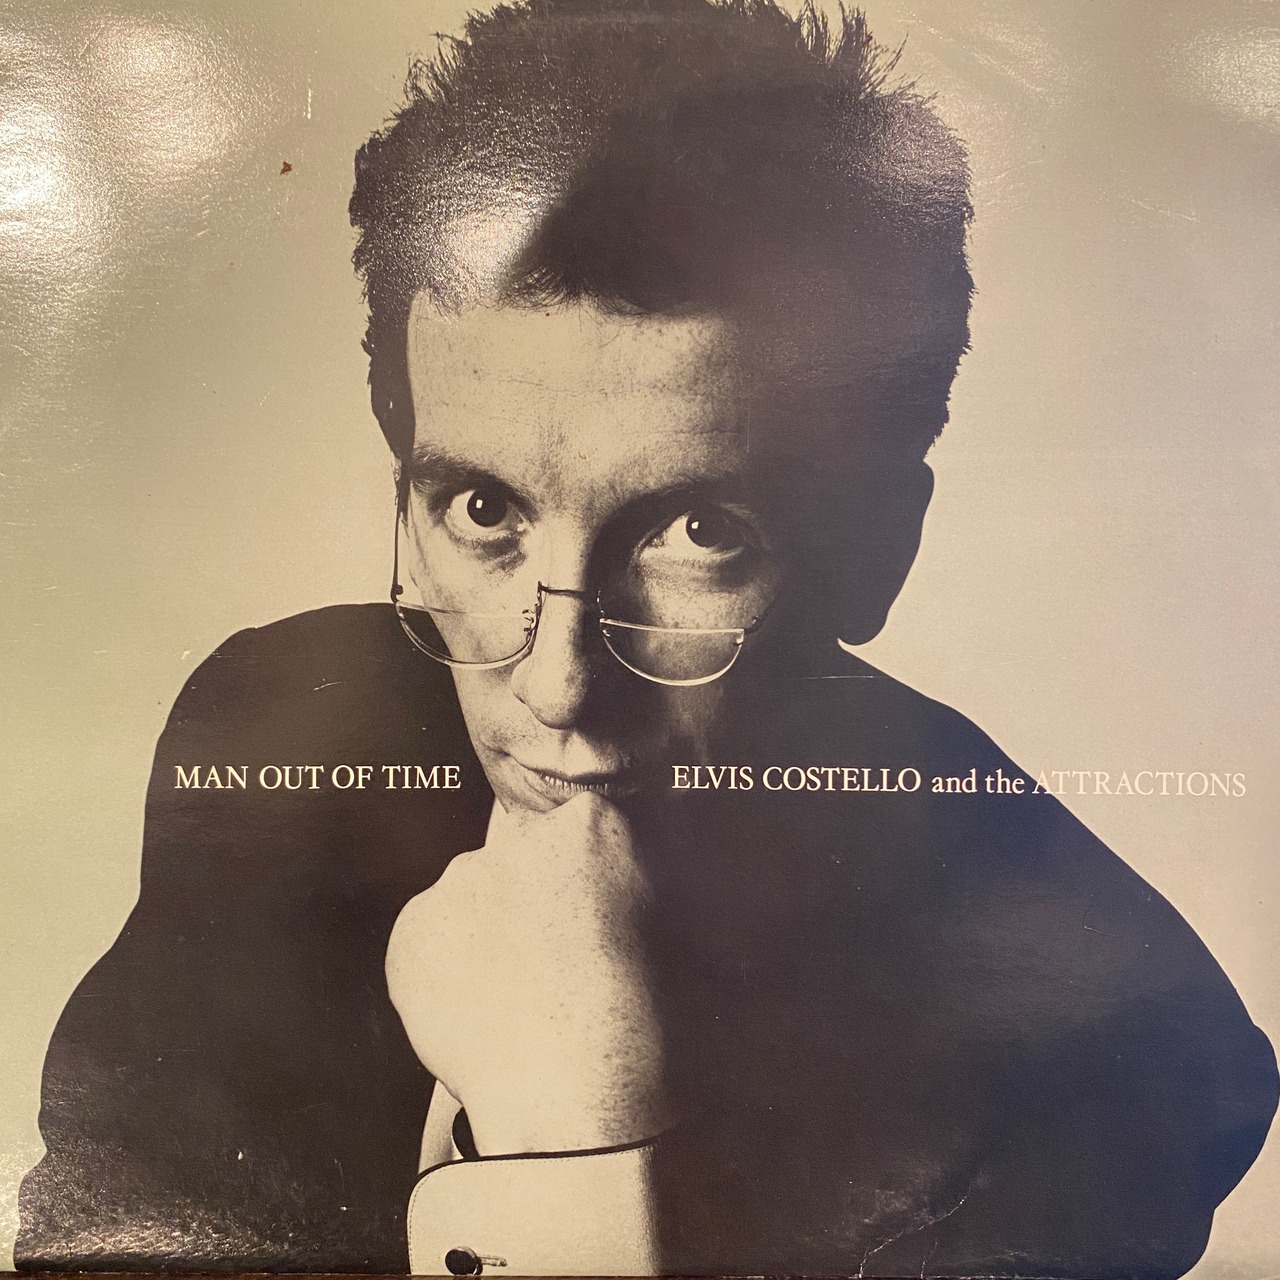 MAN OUT OF TIME
ELVIS COSTELLO and the ATTRACTIONS